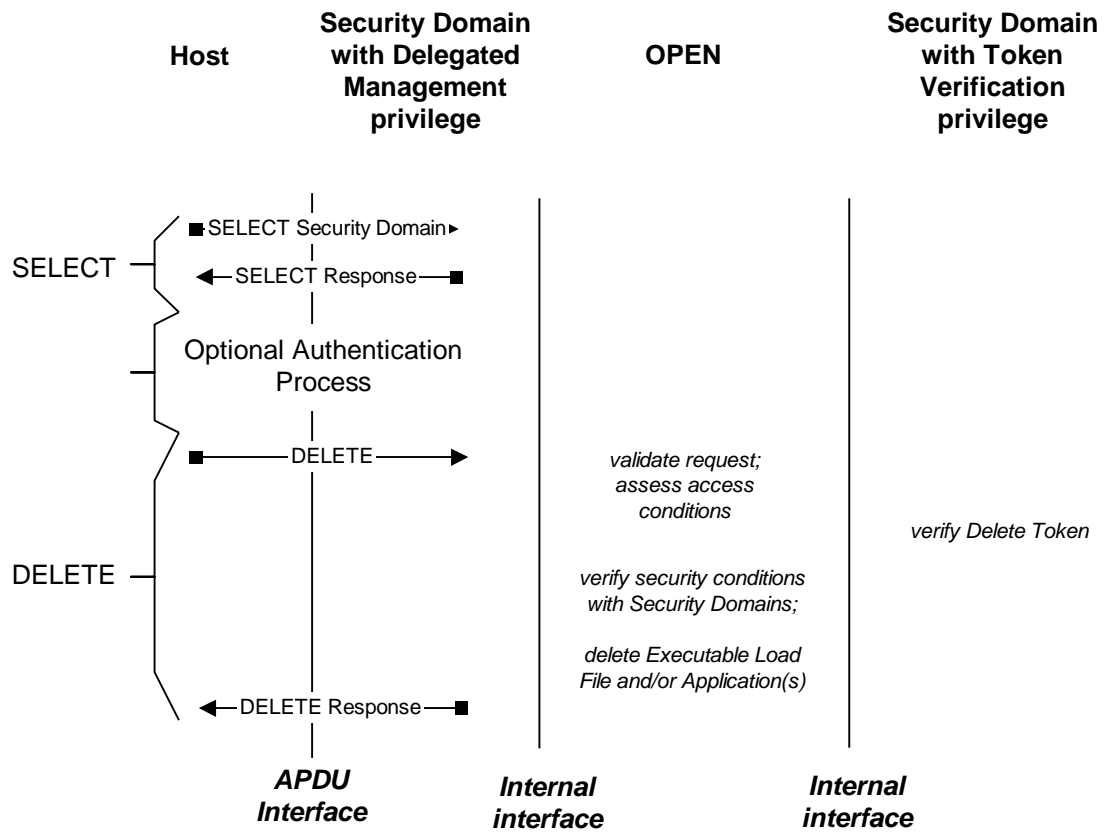 Host
Security Domain
with Delegated
Management
privilege
OPEN
Security Domain
with Token
Verification
privilege
SELECT
SELECT Security Domain
SELECT Response
Optional Authentication
Process
DELETE
DELETE
validate request;
assess access
conditions
verify Delete Token
verify security conditions
with Security Domains;
delete Executable Load
File and/or Application(s)
DELETE Response
APDU
Interface
Internal
interface
Internal
interface